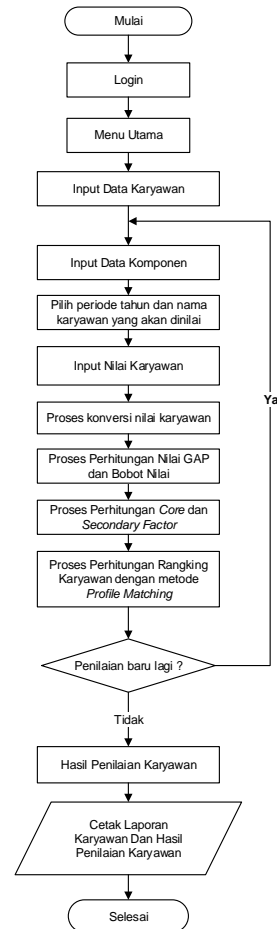 Mulai
Login
Menu Utama
Input Data Karyawan
Input Data Komponen
Pilih periode tahun dan nama
karyawan yang akan dinilai
Input Nilai Karyawan
Ya
Proses konversi nilai karyawan
Proses Perhitungan Nilai GAP
dan Bobot Nilai
Proses Perhitungan Core dan
Secondary Factor
Proses Perhitungan Rangking
Karyawan dengan metode
Profile Matching
Penilaian baru lagi ?
Tidak
Hasil Penilaian Karyawan
Cetak Laporan
Karyawan Dan Hasil
Penilaian Karyawan
Selesai